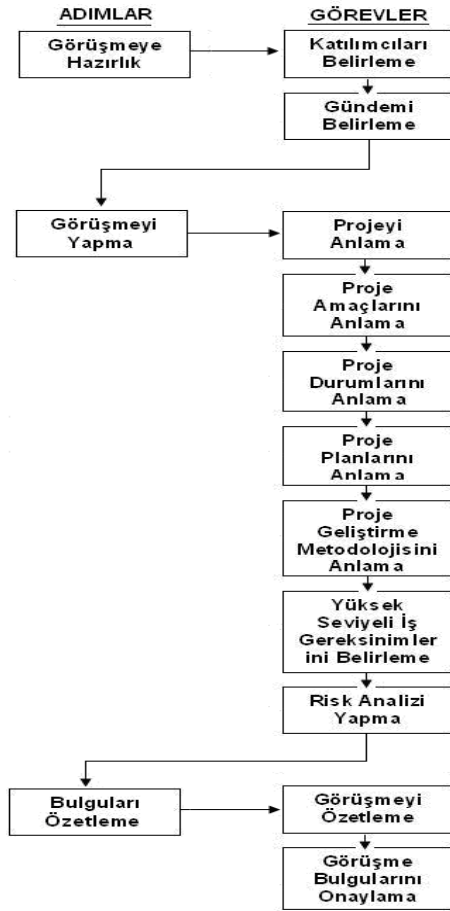 ADIMLAR
GÖREVLER
Görüşmeye
Hazırlık
Katılımcıları
Belirleme
Gündemi
Belirleme
Görüşmeyi
Yapma
Projeyi
Anlama
Proje
Amaçlarını
Anlama
Proje
Durumlarını
Anlama
Proje
Planlarını
Anlama
Proje
Geliştirme
Metodolojisini
Anlama
Yüksek
Seviyeli İş
Gereksinimler
ini Belirleme
Risk Analizi
Yapma
Bulguları
Özetleme
Görüşmeyi
Özetleme
Görüşme
Bulgularını
Onaylama